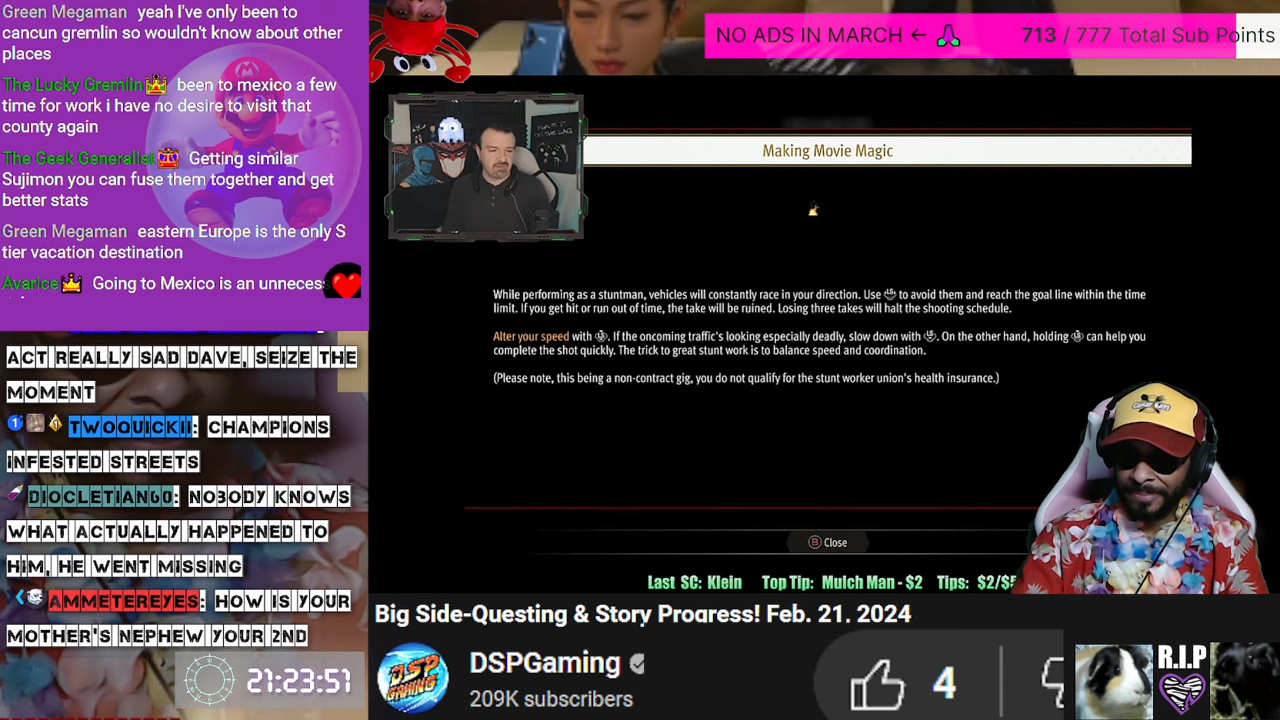 Green Megaman yeah I've only been to
cancun gremlin so wouldn't know about other
places
The Lucky Gremlin been to mexico a few
time for work i have no desire to visit that
county again
The Geek Generalist Getting similar
Sujimon you can fuse them together and get
better stats
Green Megaman eastern Europe is the only S
tier vacation destination
Avarice Going to Mexico is an unnecess
ACT REALLY SAD DAVE, SEIZE THE
MOMENT
TWOQUICKII: CHAMPIONS
INFESTED STREETS
DIOCLETIAN60: NOBODY KNOWS
WHAT ACTUALLY HAPPENED TO
HIM, HE WENT MISSING
AMMETEREYES: HOW IS YOUR
MOTHER'S NEPHEW YOUR 2ND
21:23:51
NO ADS IN MARCH ← 713 / 777 Total Sub Points
Making Movie Magic
While performing as a stuntman, vehicles will constantly race in your direction. Use to avoid them and reach the goal line within the time
limit. If you get hit or run out of time, the take will be ruined. Losing three takes will halt the shooting schedule.
Alter your speed with . If the oncoming traffic's looking especially deadly, slow down with . On the other hand, holding can help you
complete the shot quickly. The trick to great stunt work is to balance speed and coordination.
(Please note, this being a non-contract gig, you do not qualify for the stunt worker union's health insurance.)
B Close
Last SC: Klein Top Tip: Mulch Man - $2 Tips: $2/$5
Big Side-Questing & Story Progress! Feb. 21. 2024
DSP GAMING
DSPGaming
209K subscribers
4
R.I.P